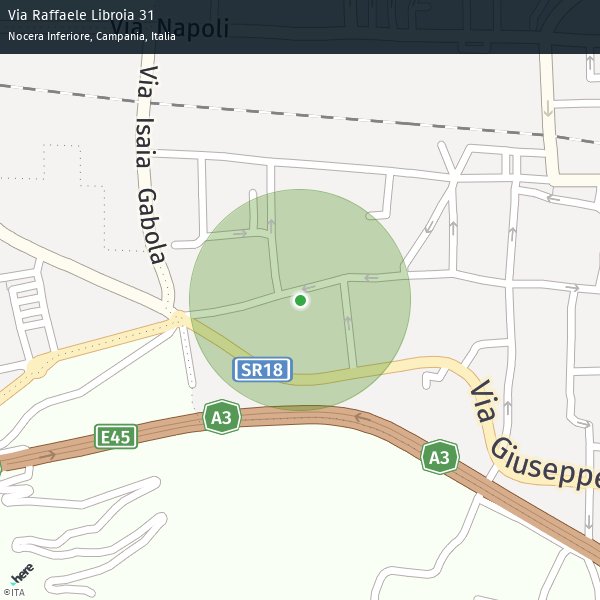 Via Raffaele Libroia 31
Via Napoli
Nocera Inferiore, Campania, Italia
Via Isaia Gabola
SR18
A3
E45
A3
Via Giuseppe
here
©ITA